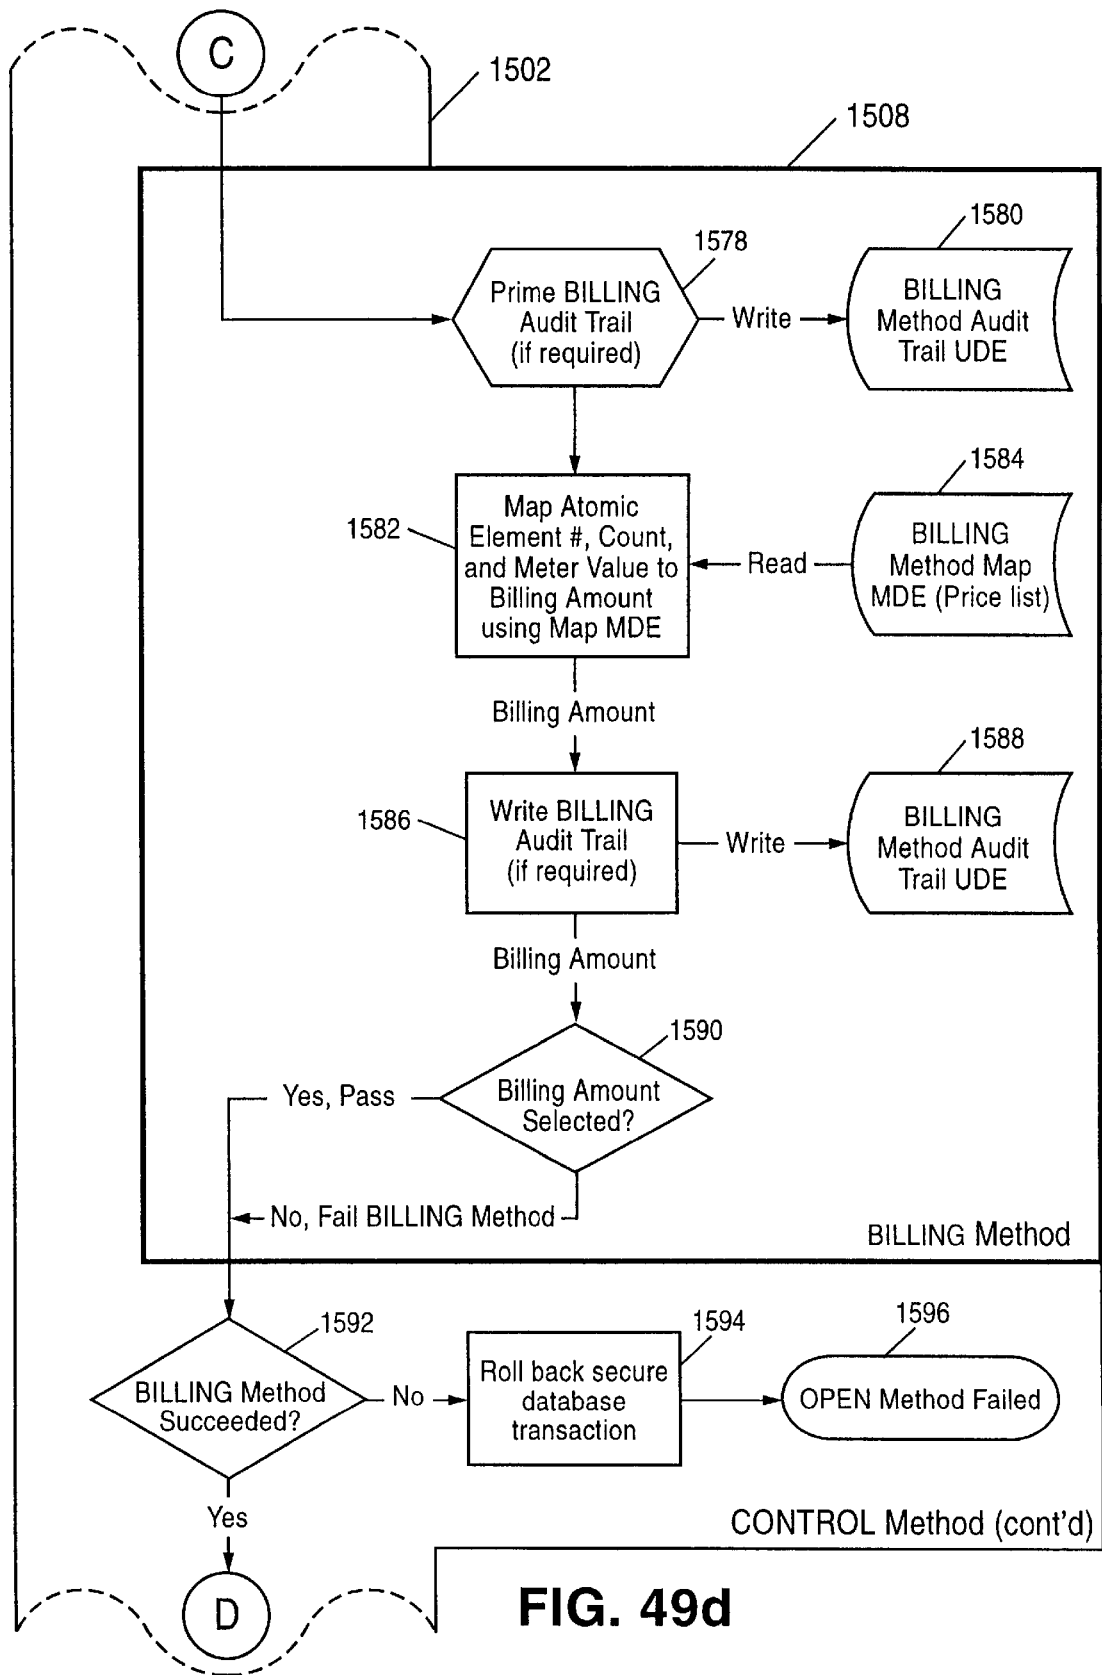 C
1502
1508
1578
1580
Prime BILLING
Audit Trail
(if required)
Write
BILLING
Method Audit
Trail UDE
1582
Map Atomic
Element #, Count,
and Meter Value to
Billing Amount
using Map MDE
Read
1584
BILLING
Method Map
MDE (Price list)
Billing Amount
1586
Write BILLING
Audit Trail
(if required)
Write
1588
BILLING
Method Audit
Trail UDE
Billing Amount
1590
Billing Amount
Selected?
Yes, Pass
No, Fail BILLING Method
BILLING Method
1592
BILLING Method
Succeeded?
No
1594
Roll back secure
database
transaction
1596
OPEN Method Failed
Yes
CONTROL Method (cont'd)
D
FIG. 49d